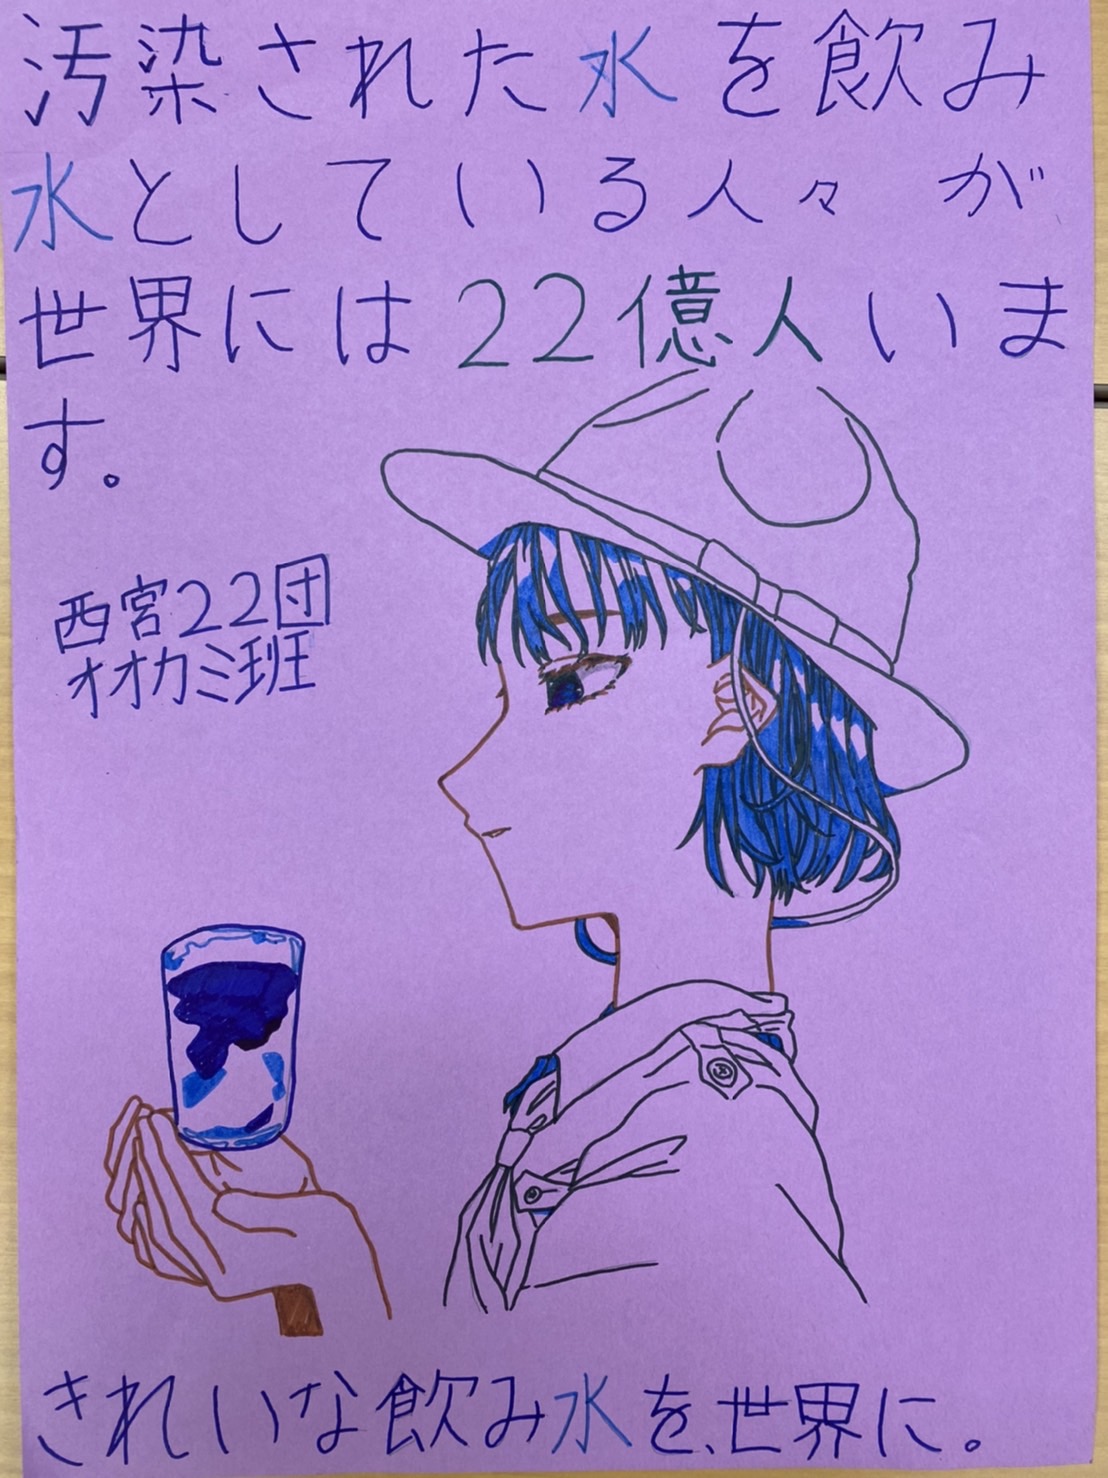 汚染された水を飲み
水としている人々が
世界には22億人いま
す。
西宮22団
オオカミ班
きれいな飲み水を、世界に。